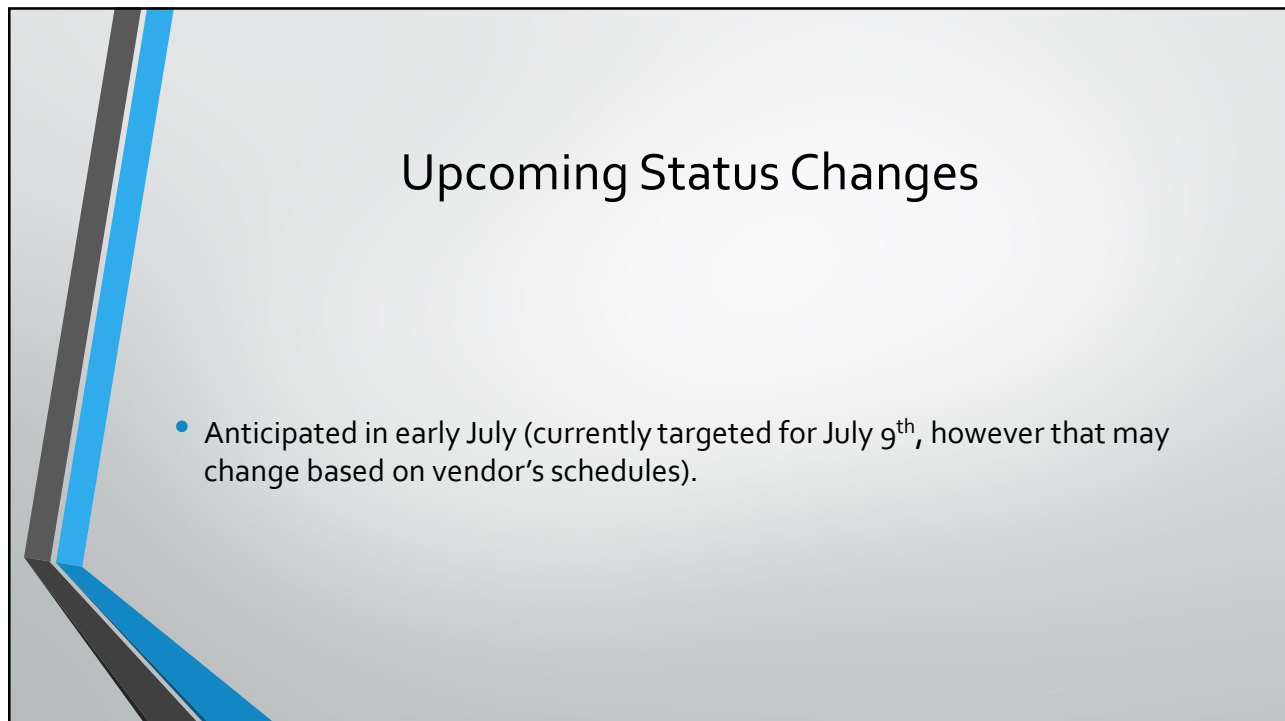 Upcoming Status Changes
• Anticipated in early July (currently targeted for July 9th, however that may
change based on vendor’s schedules).